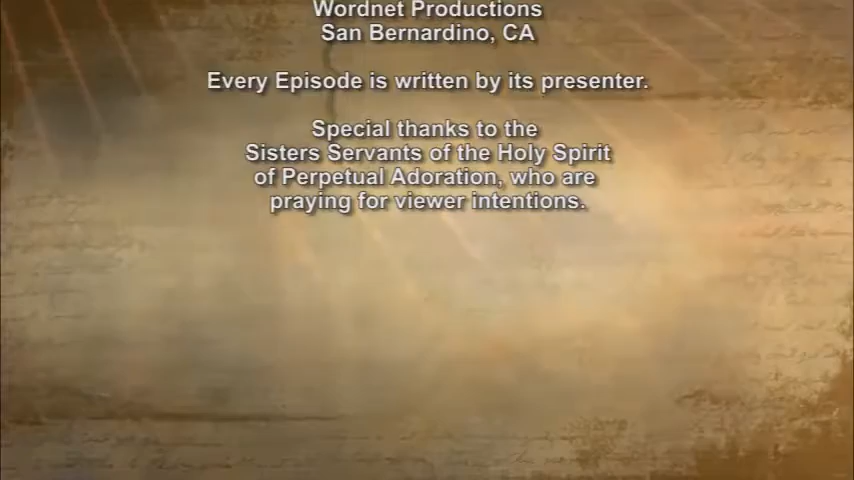 Wordnet Productions
San Bernardino, CA
Every Episode is written by its presenter.
Special thanks to the
Sisters Servants of the Holy Spirit
of Perpetual Adoration, who are
praying for viewer intentions.